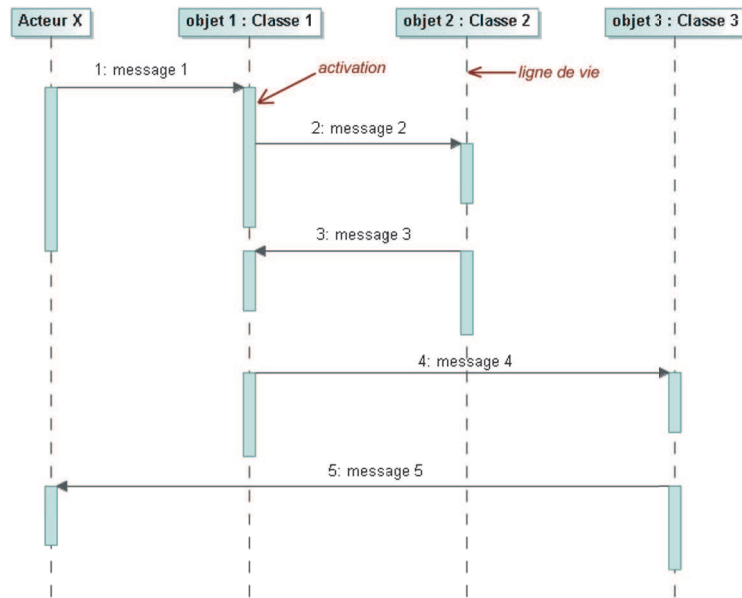 Acteur X
objet 1 : Classe 1
objet 2 : Classe 2
objet 3 : Classe 3
1: message 1
activation
ligne de vie
2: message 2
3: message 3
4: message 4
5: message 5